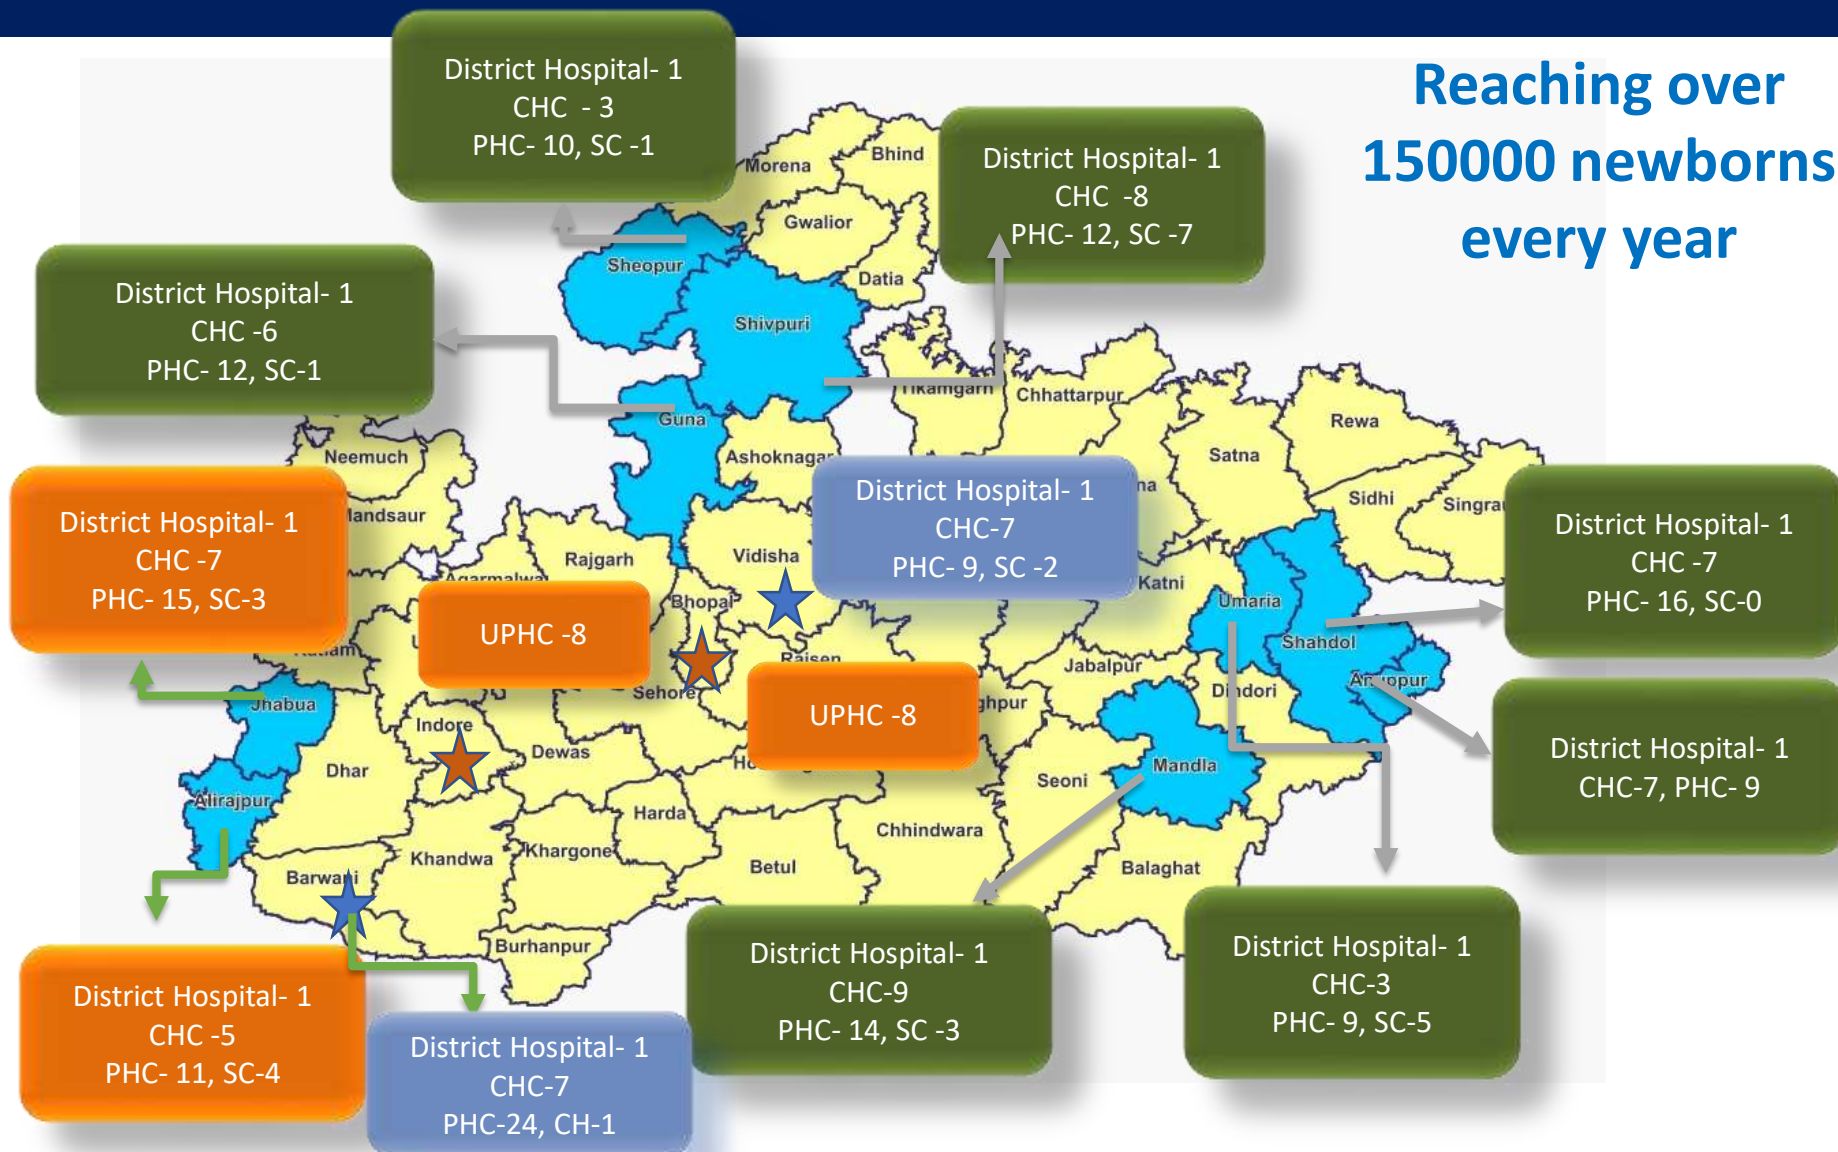 Reaching over
150000 newborns
every year
District Hospital- 1
CHC - 3
PHC- 10, SC -1
District Hospital- 1
CHC -8
PHC- 12, SC -7
District Hospital- 1
CHC -6
PHC- 12, SC-1
Morena
Bhind
Gwalior
Sheopur
Datia
Shivpuri
Chhattarpur
Guna
Rewa
Ashoknagar
Satna
Neemuch
Sidhi
District Hospital- 1
CHC -7
PHC- 15, SC-3
Mandsaur
Rajgarh
Vidisha
District Hospital- 1
CHC-7
PHC- 9, SC -2
Katni
Umaria
Shahdol
District Hospital- 1
CHC -7
PHC- 16, SC-0
UPHC -8
Bhopal
Raisen
Sehore
UPHC -8
Jabalpur
Dindori
Anuppur
Jhabua
Indore
Dewas
Dhar
Seoni
Mandla
District Hospital- 1
CHC-7, PHC- 9
Alirajpur
Harda
Chhindwara
Khandwa
Khargone
Betul
Balaghat
Barwani
Burhanpur
District Hospital- 1
CHC -5
PHC- 11, SC-4
District Hospital- 1
CHC-7
PHC-24, CH-1
District Hospital- 1
CHC-9
PHC- 14, SC -3
District Hospital- 1
CHC-3
PHC- 9, SC-5